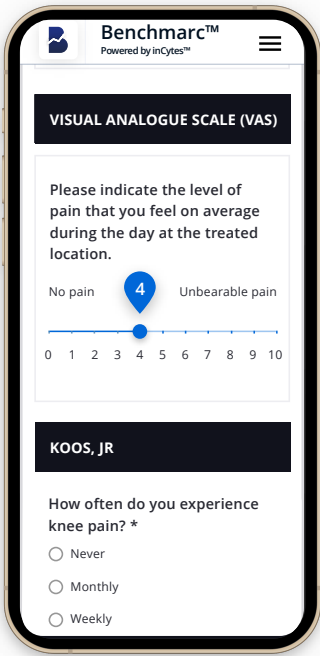 Benchmarc™
Powered by inCytes™
VISUAL ANALOGUE SCALE (VAS)
Please indicate the level of
pain that you feel on average
during the day at the treated
location.
No pain
4
Unbearable pain
0 1 2 3 4 5 6 7 8 9 10
KOOS, JR
How often do you experience
knee pain? *
Never
Monthly
Weekly